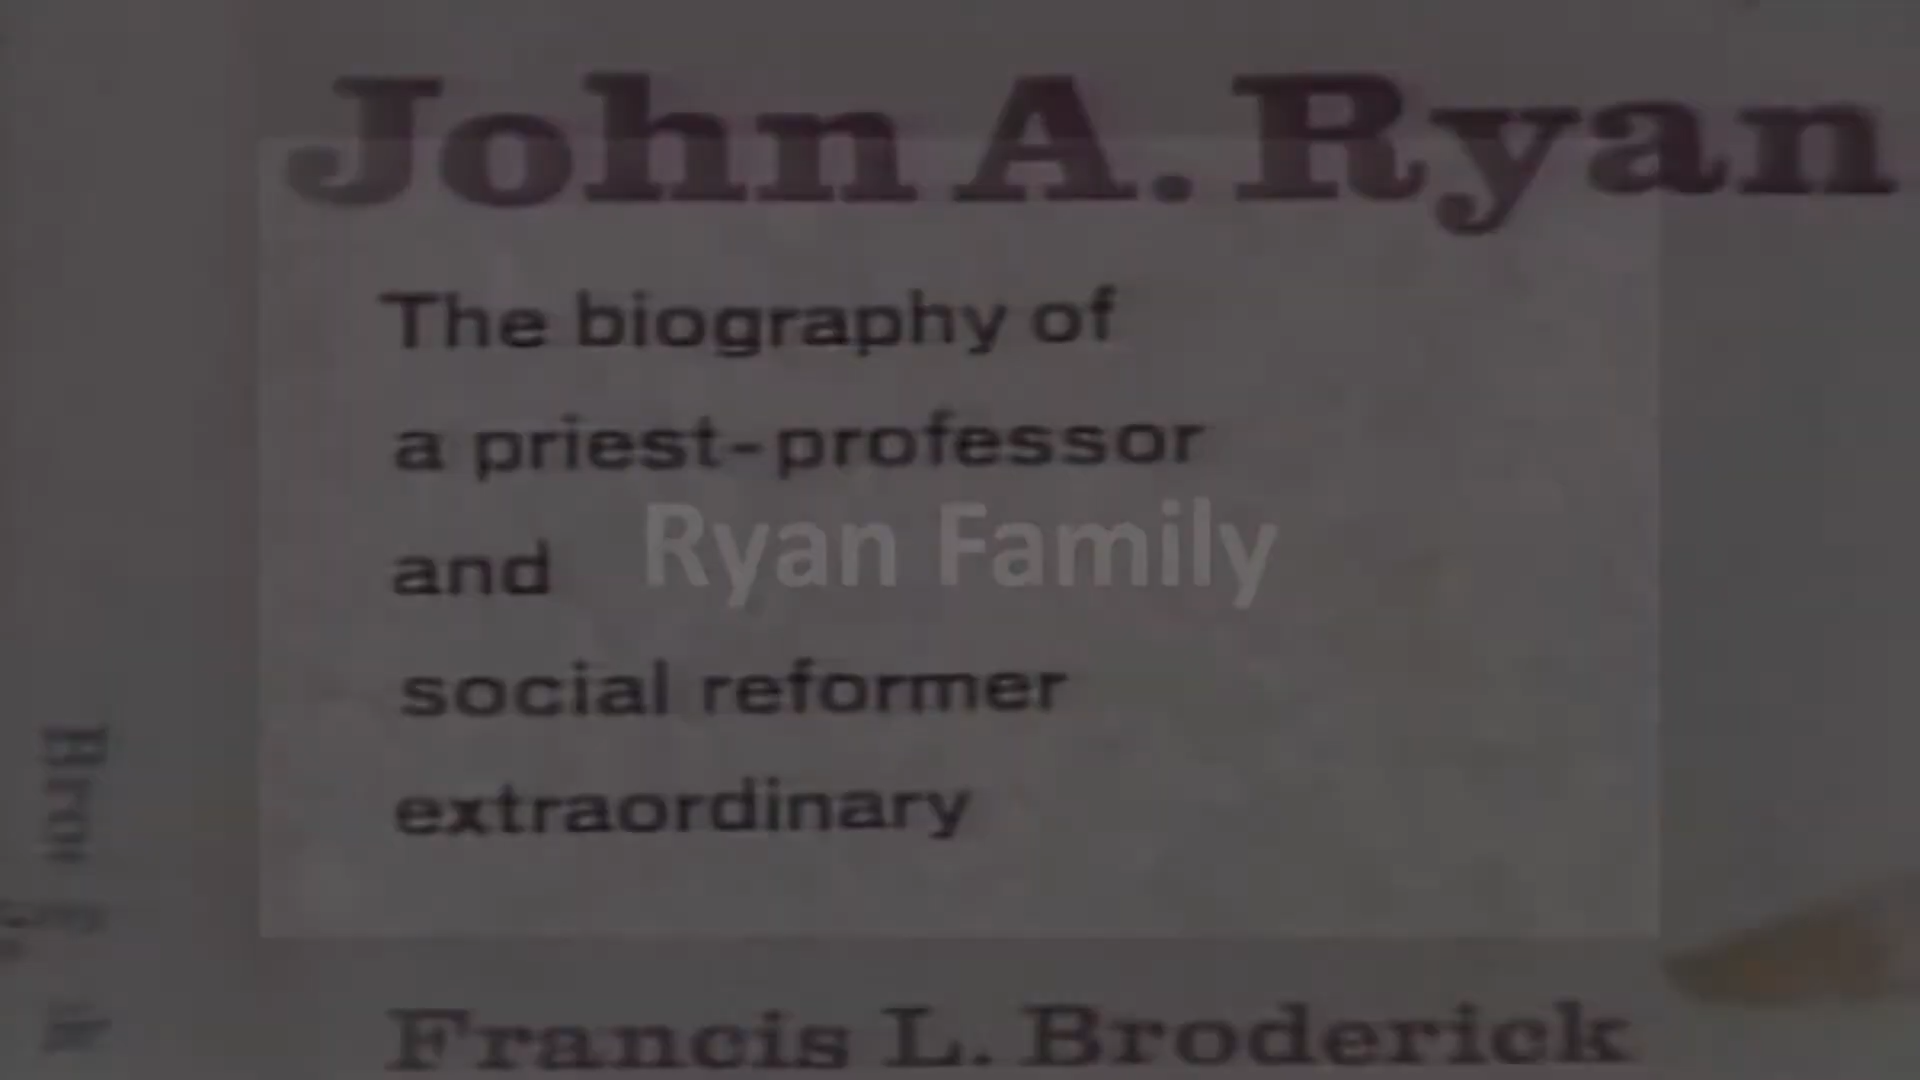 John A. Ryan
The biography of
a priest-professor
and
social reformer
extraordinary
Francis L. Broderick
Ryan Family